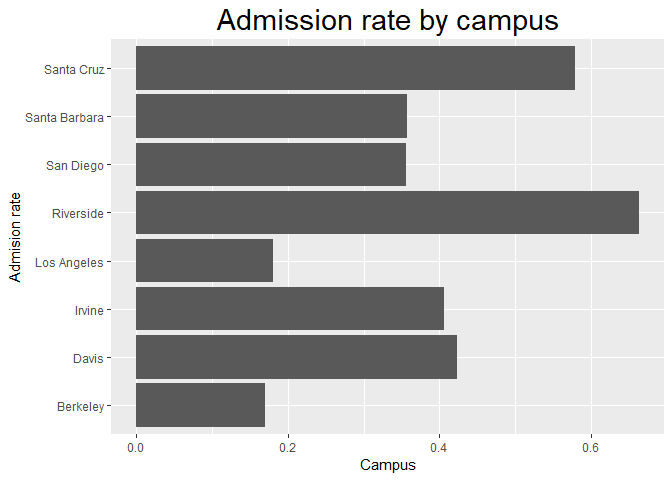 Admission rate by campus
Santa Cruz
Santa Barbara
San Diego
Riverside
Los Angeles
Irvine
Davis
Berkeley
Admision rate
0.0 0.2 0.4 0.6
Campus